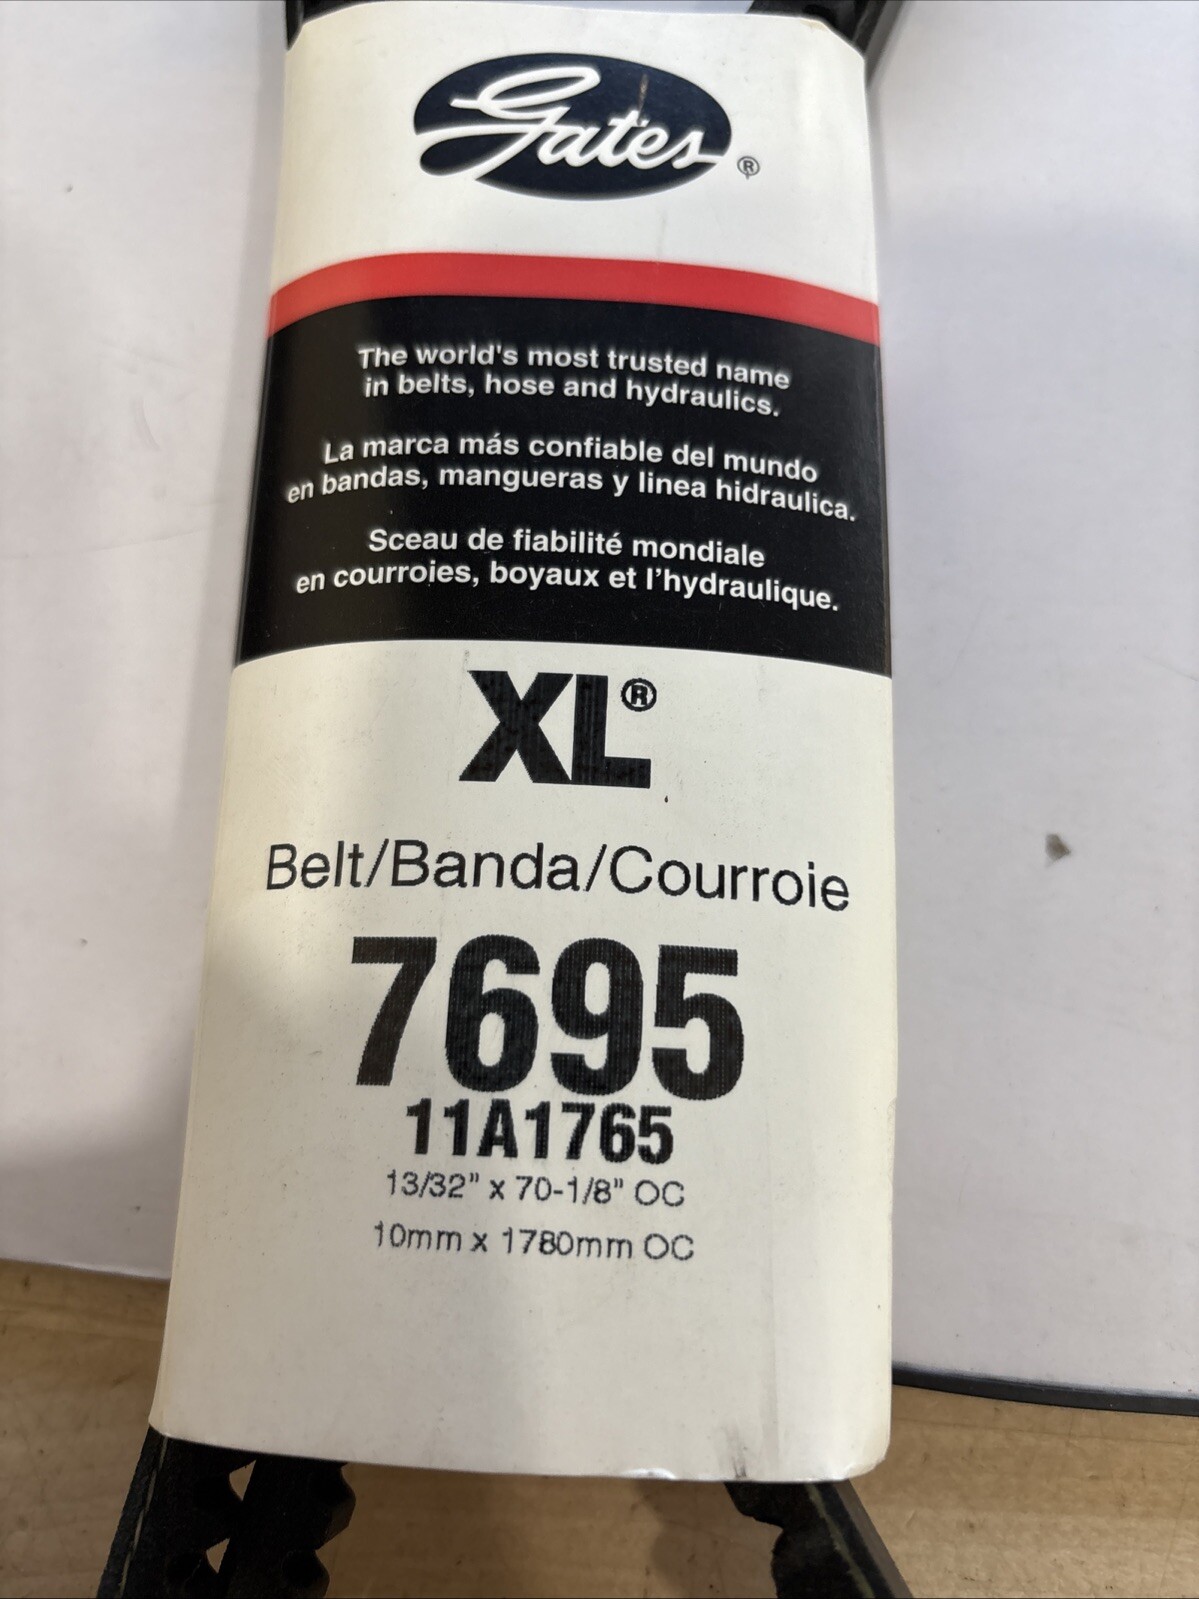 Gates®
The world's most trusted name
in belts, hose and hydraulics.
La marca más confiable del mundo
en bandas, mangueras y linea hidraulica.
Sceau de fiabilité mondiale
en courroies, boyaux et l'hydraulique.
XL®
Belt/Banda/Courroie
7695
11A1765
13/32" x 70-1/8" OC
10mm x 1780mm OC